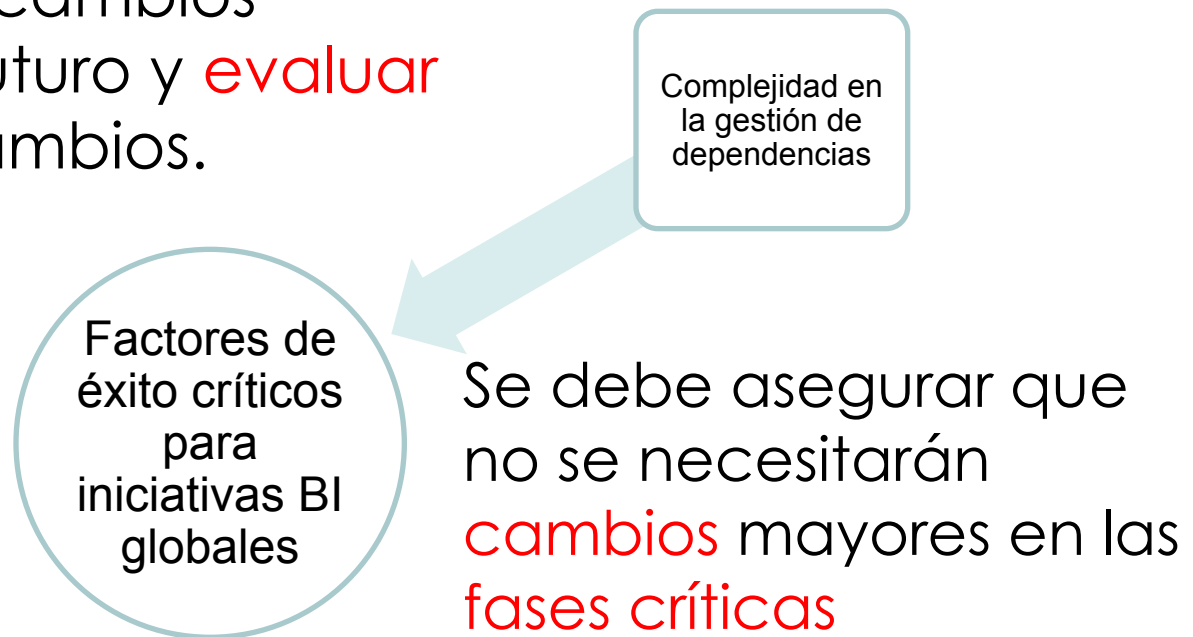 cambios
uturo y evaluar
mbios.
Complejidad en
la gestión de
dependencias
Factores de
éxito críticos
para
iniciativas BI
globales
Se debe asegurar que
no se necesitarán
cambios mayores en las
fases críticas